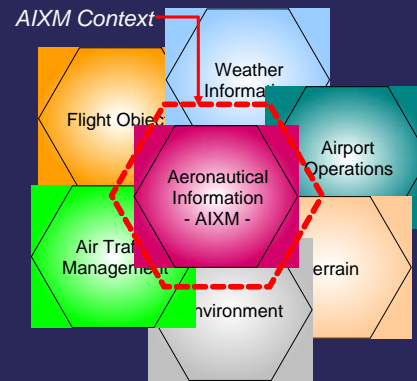 AIXM Context
Weather
Informati
Flight Objec
Airport
Operations
Aeronautical
Information
- AIXM -
Air Traf
Management
errain
nvironment